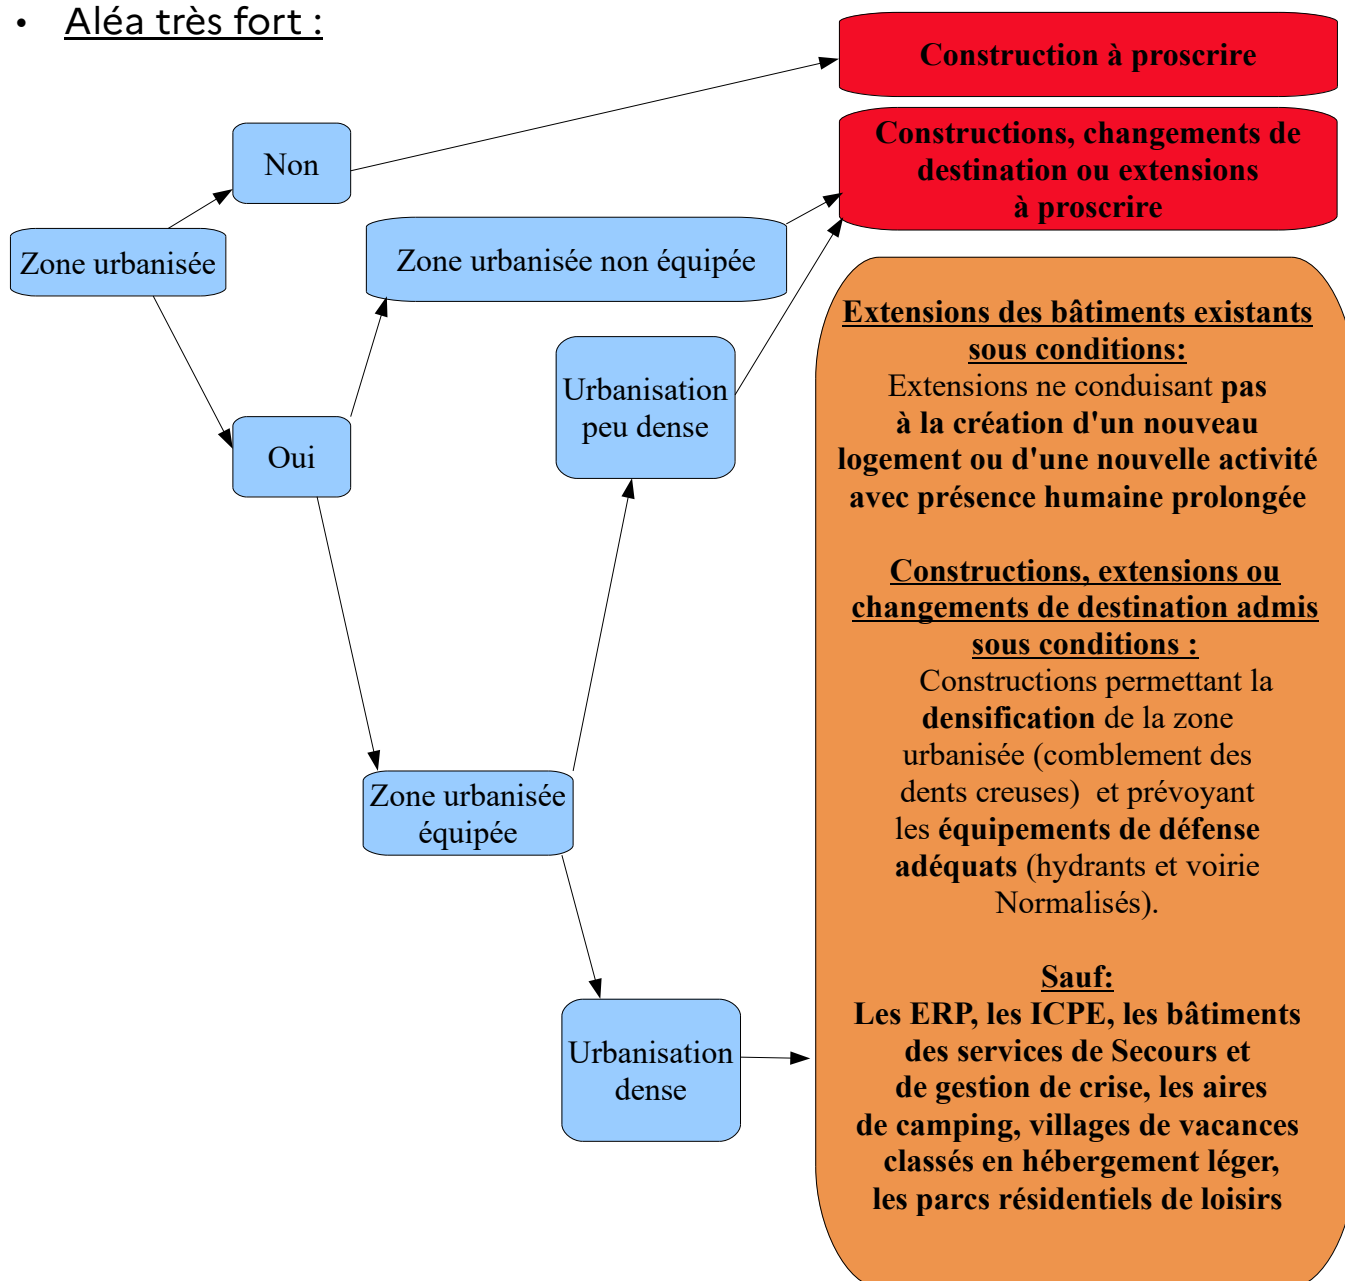 • Aléa très fort :
Construction à proscrire
Non
Constructions, changements de
destination ou extensions
à proscrire
Zone urbanisée
Zone urbanisée non équipée
Urbanisation
peu dense
Oui
Zone urbanisée
équipée
Urbanisation
dense
Extensions des bâtiments existants
sous conditions:
Extensions ne conduisant pas
à la création d'un nouveau
logement ou d'une nouvelle activité
avec présence humaine prolongée
Constructions, extensions ou
changements de destination admis
sous conditions :
Constructions permettant la
densification de la zone
urbanisée (comblement des
dents creuses)  et prévoyant
les équipements de défense
adéquats (hydrants et voirie
Normalisés).
Sauf:
Les ERP, les ICPE, les bâtiments
des services de Secours et
de gestion de crise, les aires
de camping, villages de vacances
classés en hébergement léger,
les parcs résidentiels de loisirs